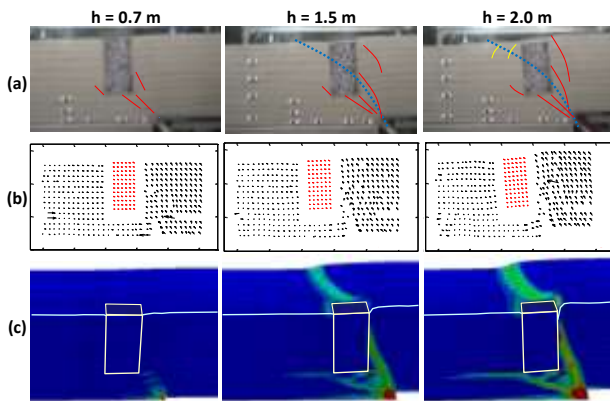 h = 0.7 m h = 1.5 m h = 2.0 m
(a)
(b)
(c)